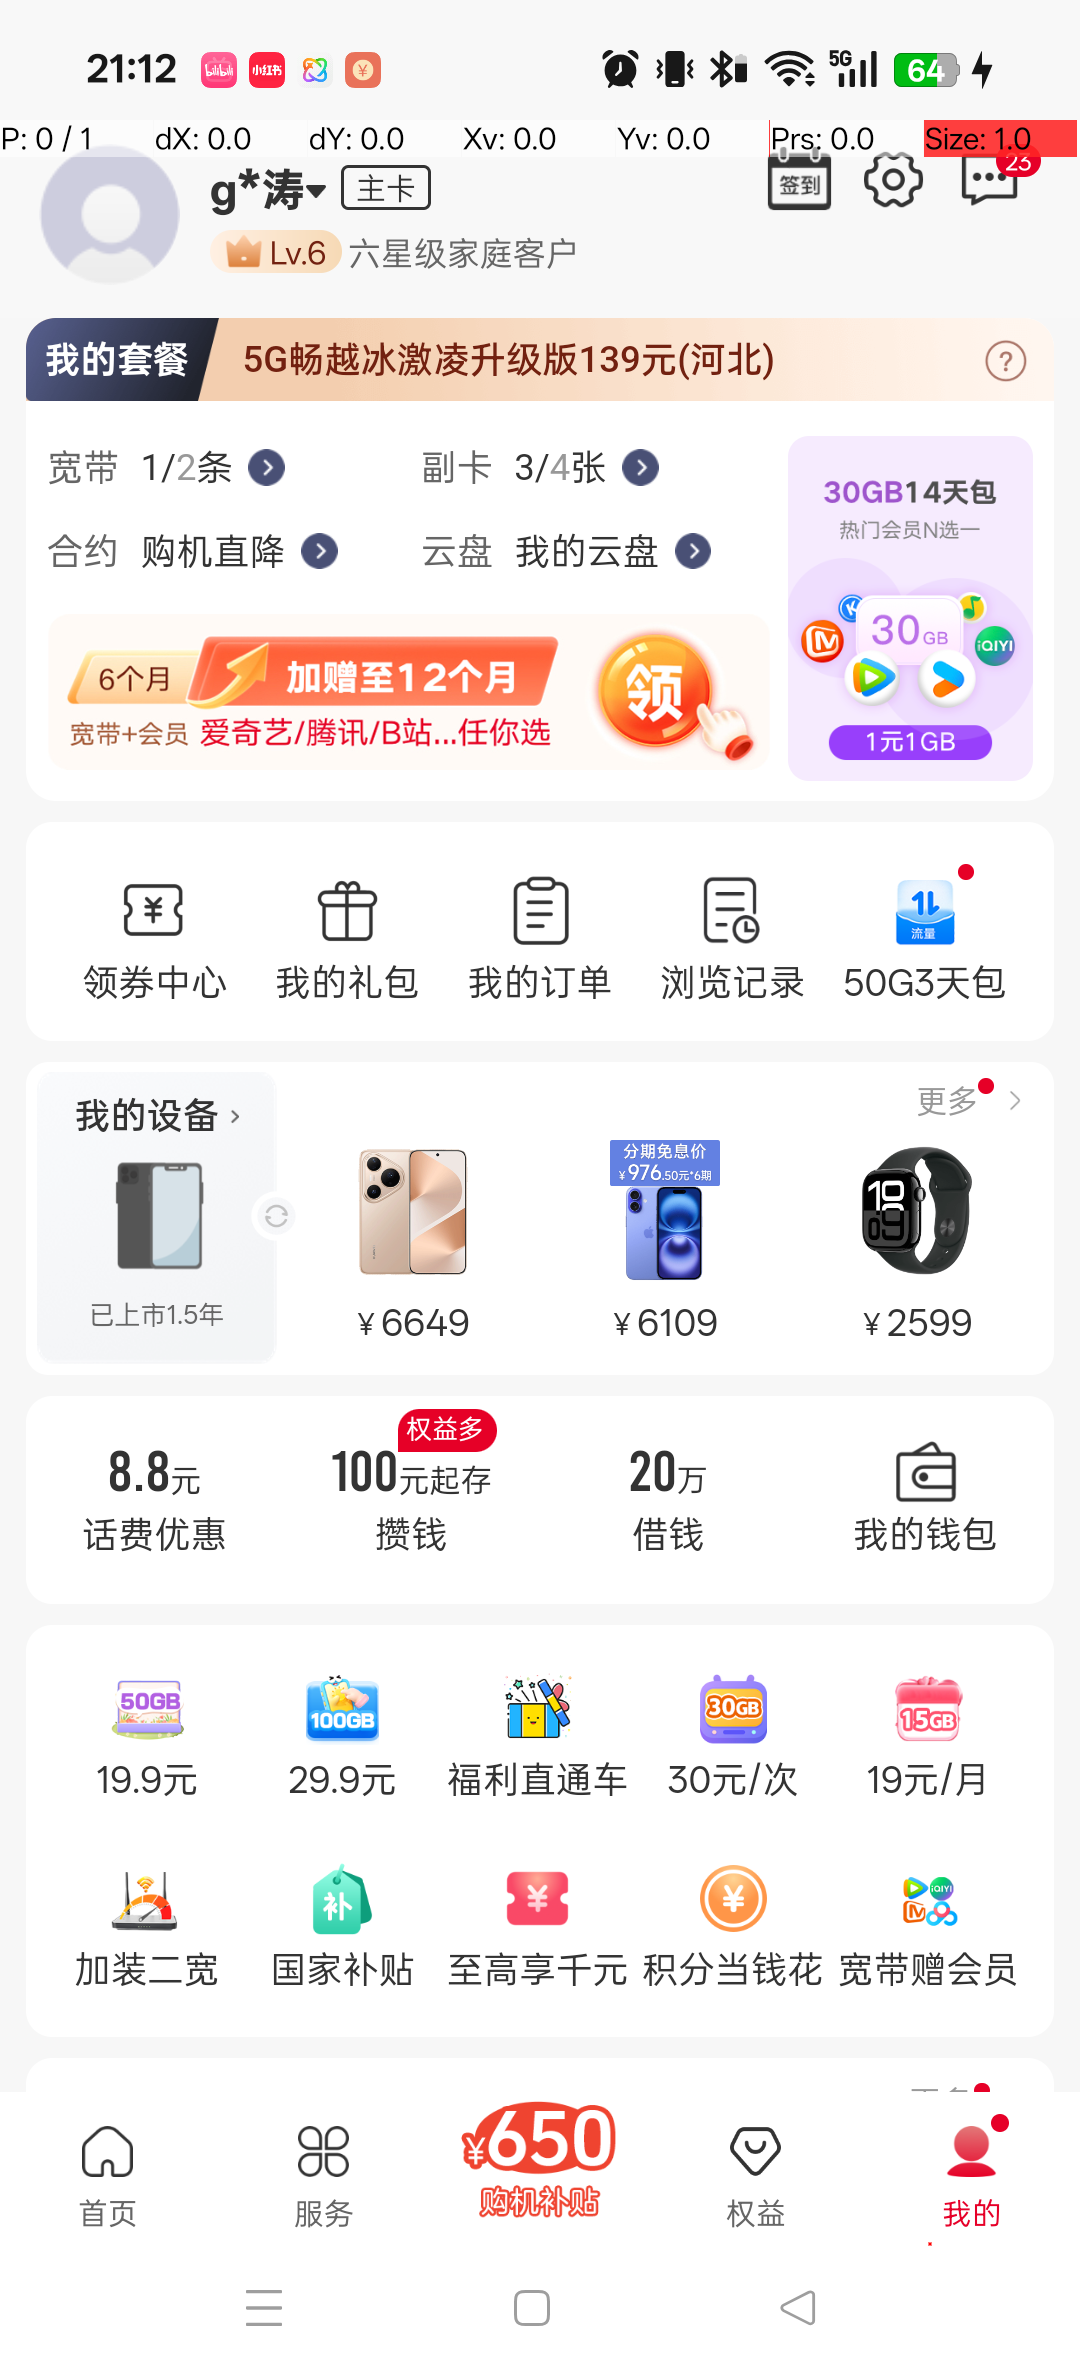 21:12
bilibili
小红书
5G
64
P: 0 / 1
dX: 0.0
dY: 0.0
Xv: 0.0
Yv: 0.0
Prs: 0.0
Size: 1.0
g*涛
主卡
签到
23
Lv.6
六星级家庭客户
我的套餐
5G畅越冰激凌升级版139元(河北)
?
宽带 1/2条
副卡 3/4张
合约 购机直降
云盘 我的云盘
30GB14天包
热门会员N选一
30GB
iQIYI
1元1GB
6个月
加赠至12个月
宽带+会员
爱奇艺/腾讯/B站...任你选
领
流量
领券中心
我的礼包
我的订单
浏览记录
50G3天包
我的设备
已上市1.5年
更多
分期免息价
¥976.50元*6期
¥6649
¥6109
10
09
¥2599
权益多
8.8元
100元起存
20万
话费优惠
攒钱
借钱
我的钱包
50GB
100GB
30GB
15GB
19.9元
29.9元
福利直通车
30元/次
19元/月
补
iQIYI
加装二宽
国家补贴
至高享千元
积分当钱花
宽带赠会员
¥650
购机补贴
首页
服务
权益
我的